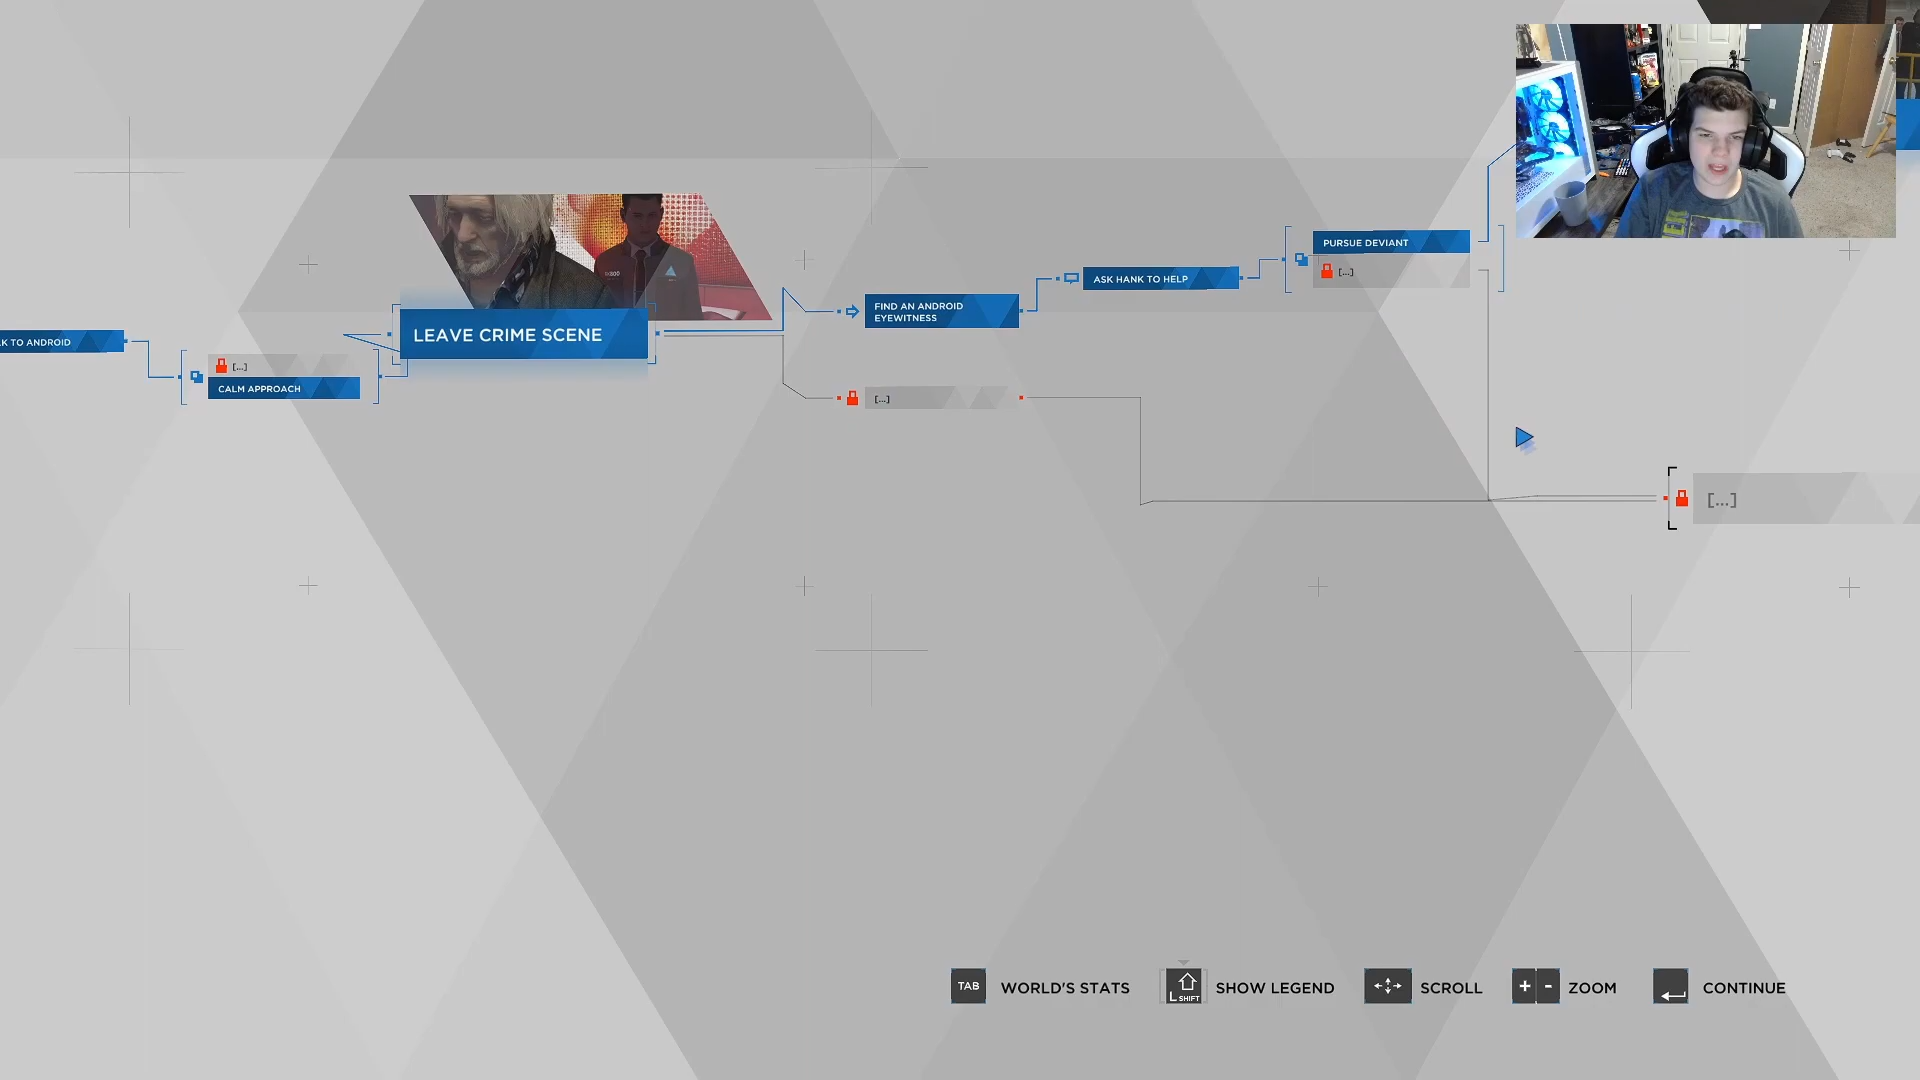 PURSUE DEVIANT
[...]
ASK HANK TO HELP
FIND AN ANDROID
EYEWITNESS
LEAVE CRIME SCENE
K TO ANDROID
[...]
CALM APPROACH
[...]
[...]
TAB WORLD'S STATS
L SHIFT SHOW LEGEND
SCROLL
+ - ZOOM
CONTINUE